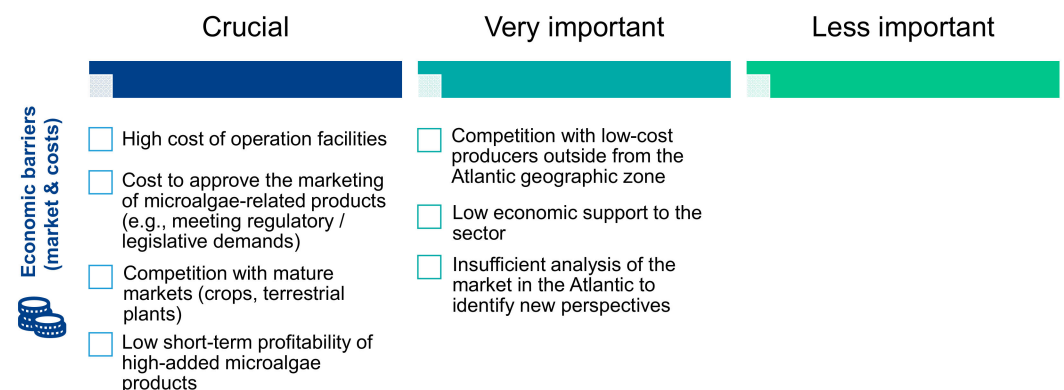 Crucial
Very important
Less important
Economic barriers
(market & costs)
High cost of operation facilities
Cost to approve the marketing
of microalgae-related products
(e.g., meeting regulatory /
legislative demands)
Competition with mature
markets (crops, terrestrial
plants)
Low short-term profitability of
high-added microalgae
products
Competition with low-cost
producers outside from the
Atlantic geographic zone
Low economic support to the
sector
Insufficient analysis of the
market in the Atlantic to
identify new perspectives